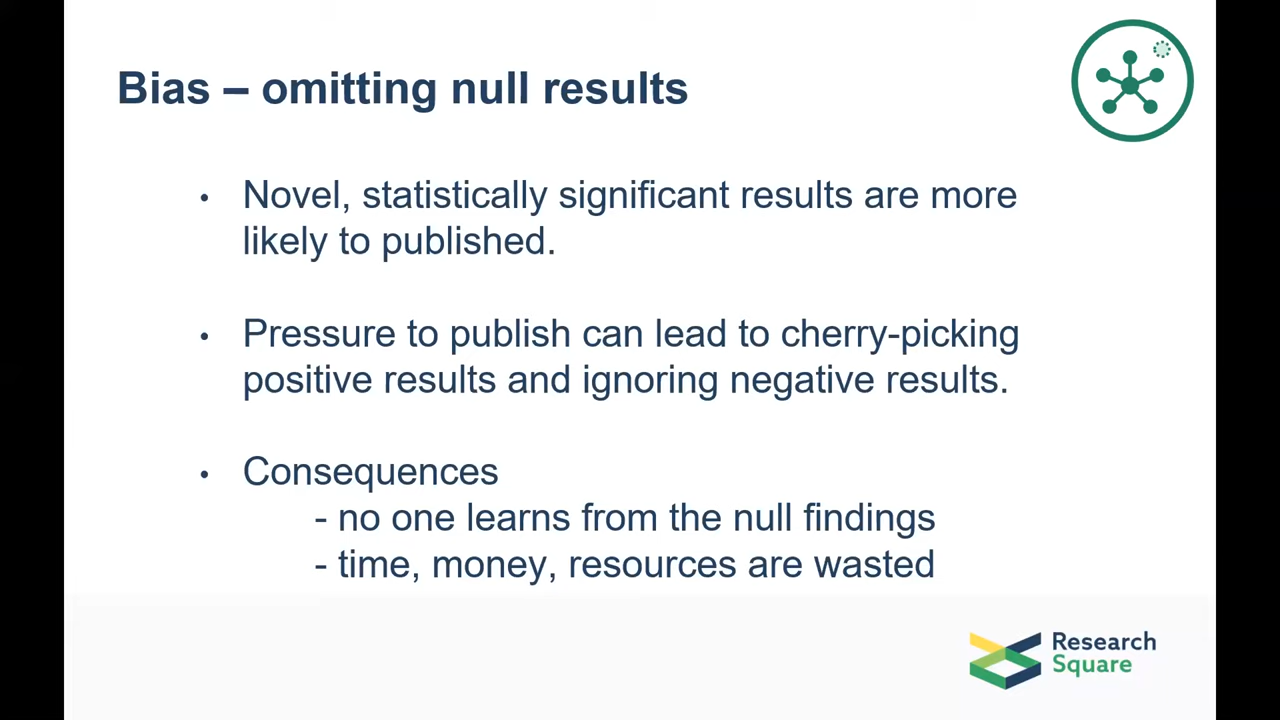 Bias – omitting null results
• Novel, statistically significant results are more
likely to published.
• Pressure to publish can lead to cherry-picking
positive results and ignoring negative results.
• Consequences
- no one learns from the null findings
- time, money, resources are wasted
Research
Square